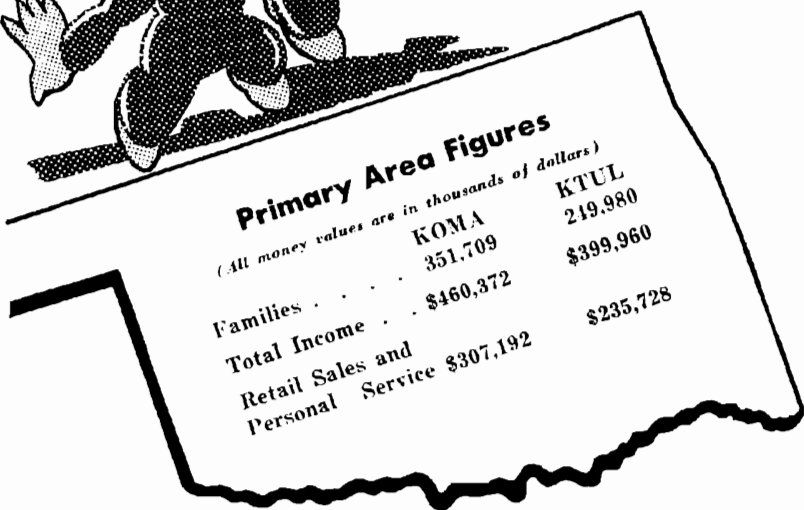 Primary Area Figures
(All money values are in thousands of dollars)
KOMA KTUL
Families . . . . 351,709 249,980
Total Income . . $460,372 $399,960
Retail Sales and
Personal Service $307,192 $235,728